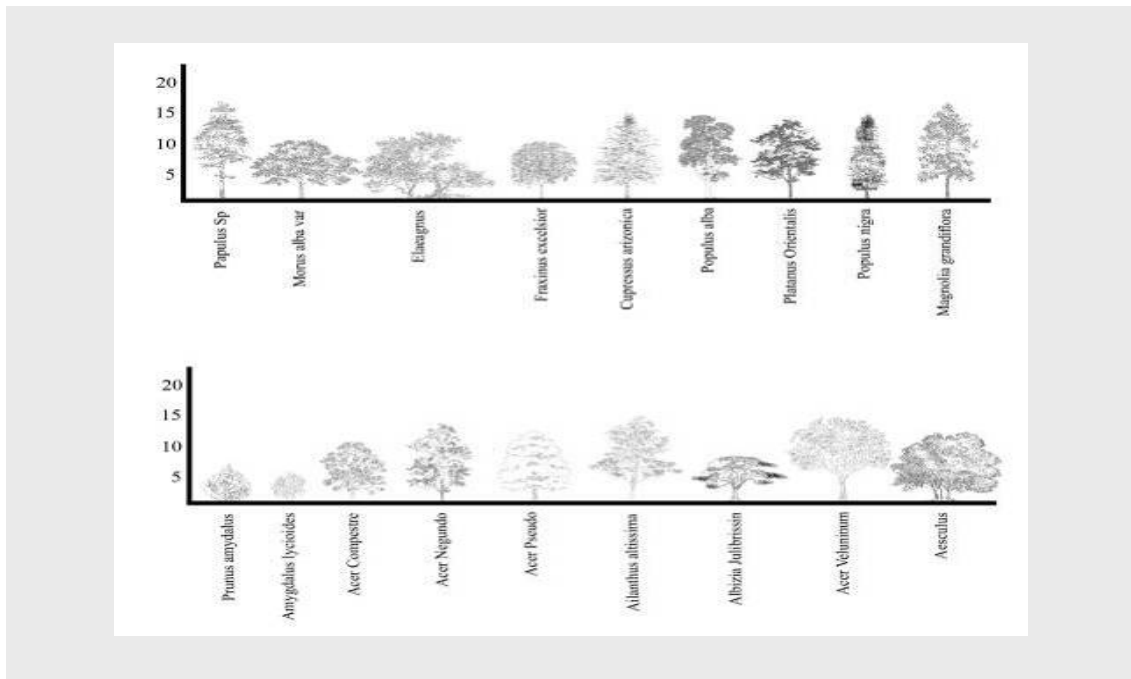 20
15
10
5
Papulus Sp
Morus alba var
Elaeagnus
Fraxinus excelsior
Cupressus arizonica
Populus alba
Platanus Orientalis
Populus nigra
Magnolia grandiflora
20
15
10
5
Prunus amydalus
Amygdalus lycioides
Acer Compestre
Acer Negundo
Acer Pseudo
Ailanthus altissima
Albizia Julibrissin
Acer Veluninum
Aesculus